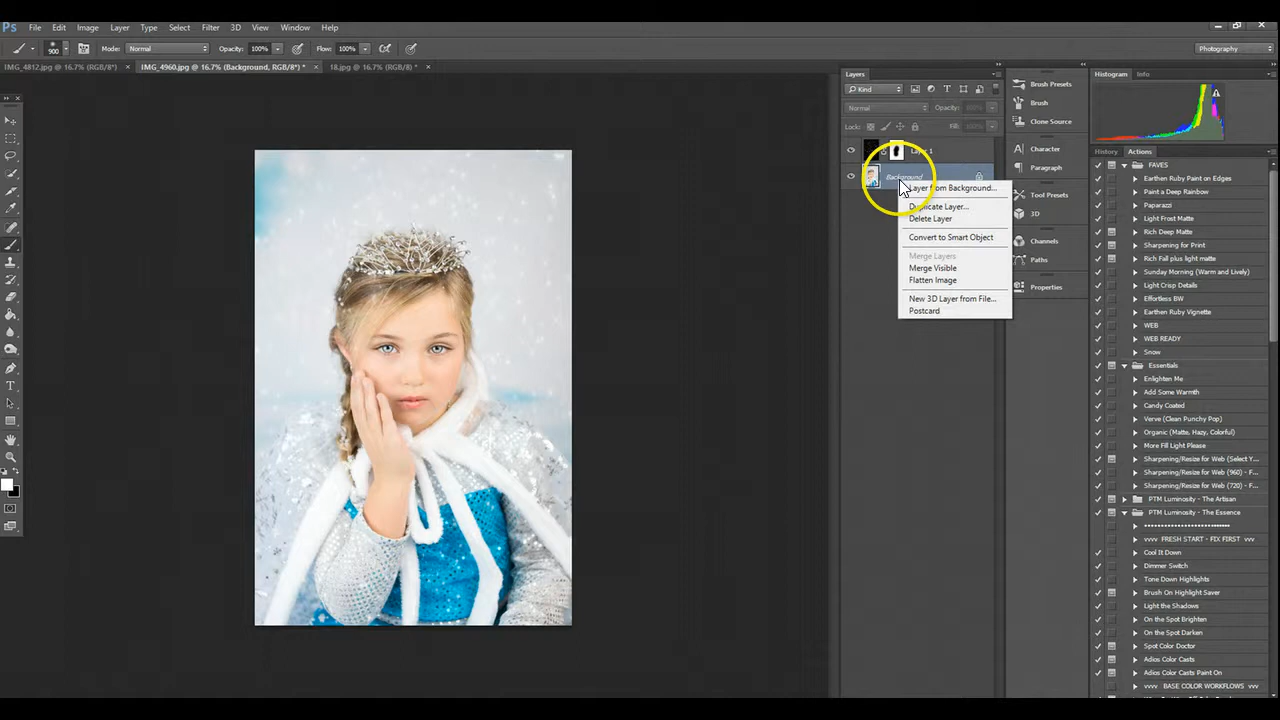 Ps File Edit Image Layer Type Select Filter 3D View Window Help
900 Mode: Normal Opacity: 100% Flow: 100% Photography
IMG_4812.jpg @ 16.7% (RGB/8*) × IMG_4960.jpg @ 16.7% (Background, RGB/8*) * × 18.jpg @ 16.7% (RGB/8) * ×
Layers
Kind
Normal Opacity: 100%
Lock: Fill: 100%
Layer 1
Background
Layer from Background...
Duplicate Layer...
Delete Layer
Convert to Smart Object
Merge Layers
Merge Visible
Flatten Image
New 3D Layer from File...
Postcard
Brush Presets
Brush
Clone Source
Character
Paragraph
Tool Presets
3D
Channels
Paths
Properties
Histogram Info
History Actions
FAVES
Earthen Ruby Paint on Edges
Paint a Day Rainbow
Paparazzi
Light Frost Matte
Rich Deep Matte
Sharpening for Print
Rich Fall plus light matte
Sunday Morning (Warm and Lively)
Light Crisp Details
Effortless BW
Earthen Ruby Vignette
WEB
WEB READY
Snow
Essentials
Enlighten Me
Add Some Warmth
Candy Coated
Verve (Clean Punchy Pop)
Organic (Matte, Hazy, Colorful)
More Fill Light Please
Sharpening/Resize for Web (Select Y...
Sharpening/Resize for Web (960) - F...
Sharpening/Resize for Web (720) - F...
PTM Luminosity - The Artisan
PTM Luminosity - The Essence
vvvv FRESH START - FIX FIRST vvv
Cool It Down
Dimmer Switch
Tone Down Highlights
Brush On Highlight Saver
Light the Shadows
On the Spot Brighten
On the Spot Darken
Spot Color Doctor
Adios Color Casts
Adios Color Casts Paint On
vvvv BASE COLOR WORKFLOWS vvv